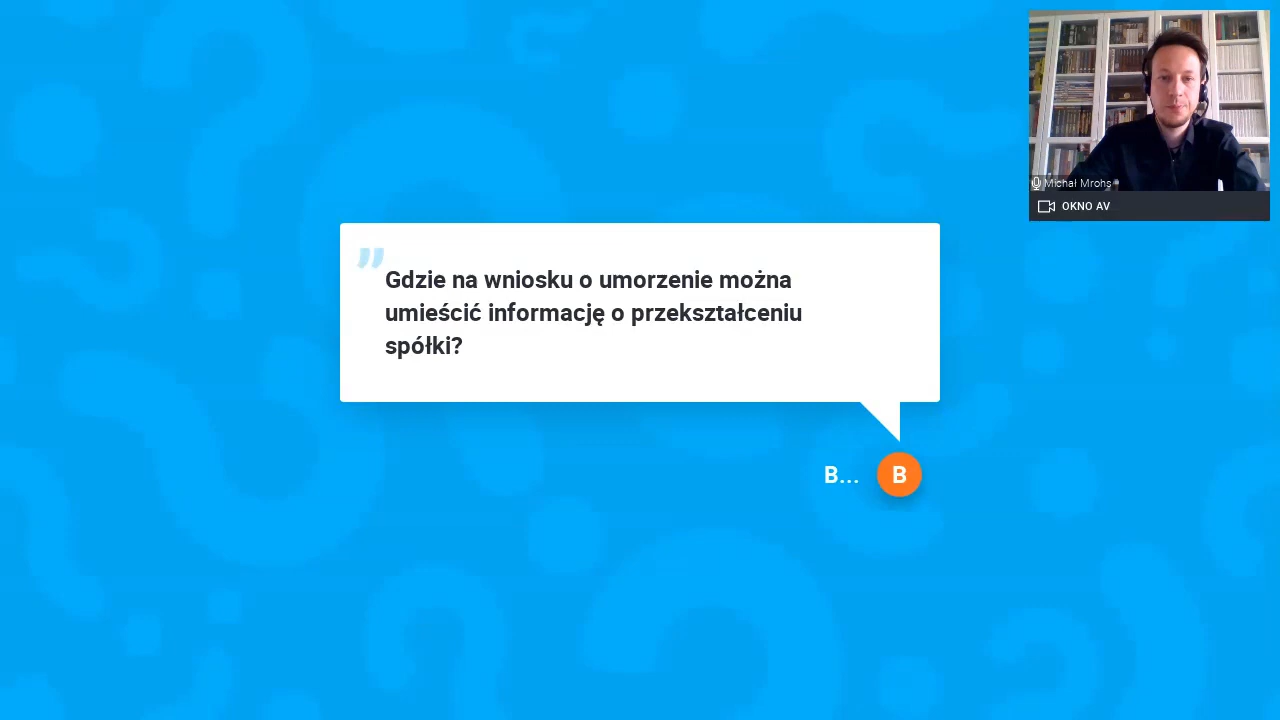 Michał Mrohs
OKNO AV
”
Gdzie na wniosku o umorzenie można
umieścić informację o przekształceniu
spółki?
B...
B